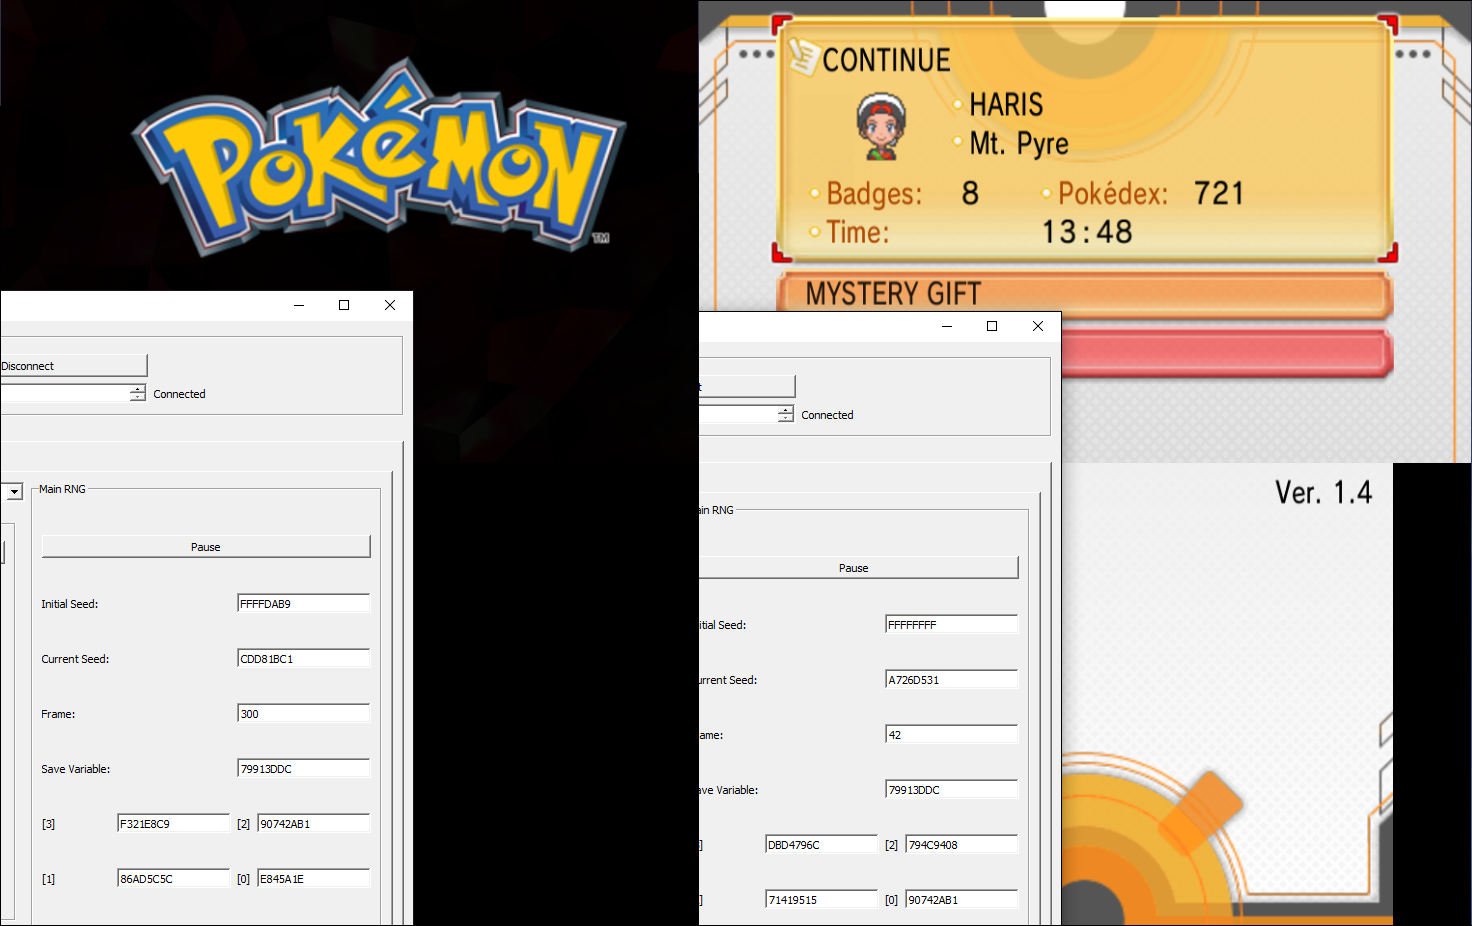 POKéMON
TM
Disconnect
Connected
Main RNG
Pause
Initial Seed: FFFFDAB9
Current Seed: CDD81BC1
Frame: 300
Save Variable: 79913DDC
[3] F321E8C9 [2] 90742AB1
[1] 86AD5C5C [0] E845A1E
CONTINUE
HARIS
Mt. Pyre
Badges: 8 Pokédex: 721
Time: 13:48
MYSTERY GIFT
t
Connected
ain RNG
Pause
itial Seed: FFFFFFFF
urrent Seed: A726D531
ame: 42
ave Variable: 79913DDC
] DBD4796C [2] 794C9408
] 71419515 [0] 90742AB1
Ver. 1.4